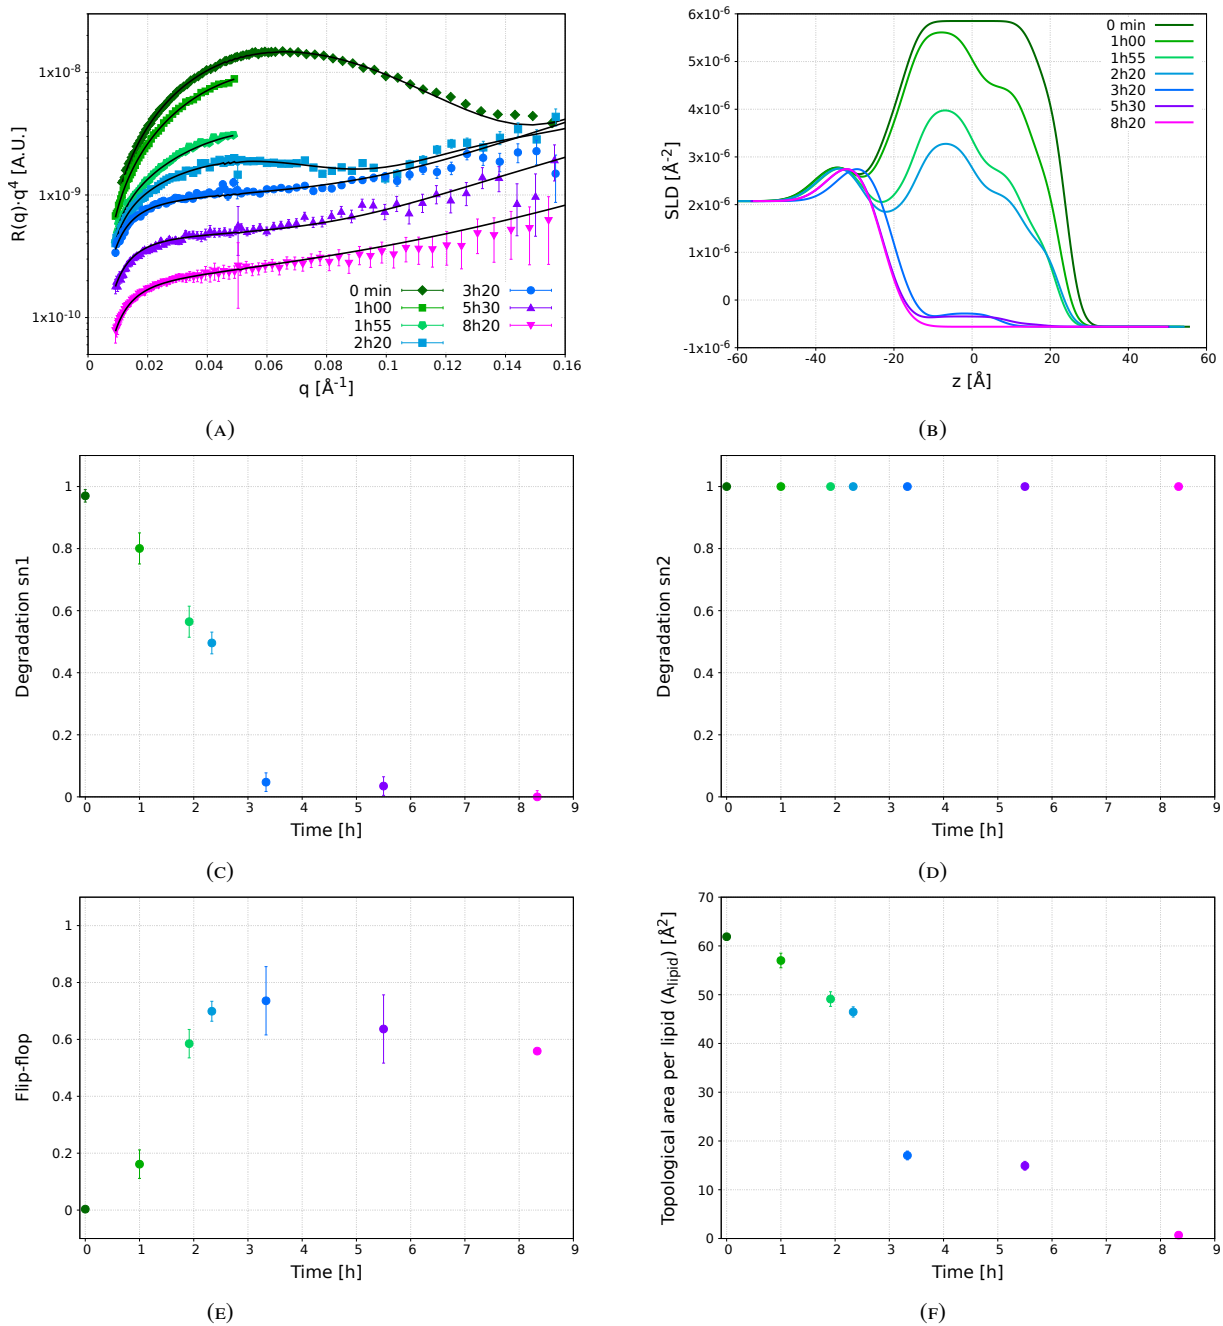 1x10-8
1x10-9
1x10-10
R(q)·q4 [A.U.]
0 min
1h00
1h55
2h20
3h20
5h30
8h20
0 0.02 0.04 0.06 0.08 0.1 0.12 0.14 0.16
q [Å-1]
(A)
6x10-6
5x10-6
4x10-6
3x10-6
2x10-6
1x10-6
0
-1x10-6
SLD [Å-2]
0 min
1h00
1h55
2h20
3h20
5h30
8h20
-60 -40 -20 0 20 40 60
z [Å]
(B)
1
0.8
0.6
0.4
0.2
0
Degradation sn1
0 1 2 3 4 5 6 7 8 9
Time [h]
(C)
1
0.8
0.6
0.4
0.2
0
Degradation sn2
0 1 2 3 4 5 6 7 8 9
Time [h]
(D)
1
0.8
0.6
0.4
0.2
0
Flip-flop
0 1 2 3 4 5 6 7 8 9
Time [h]
(E)
70
60
50
40
30
20
10
0
Topological area per lipid (Alipid) [Å2]
0 1 2 3 4 5 6 7 8 9
Time [h]
(F)